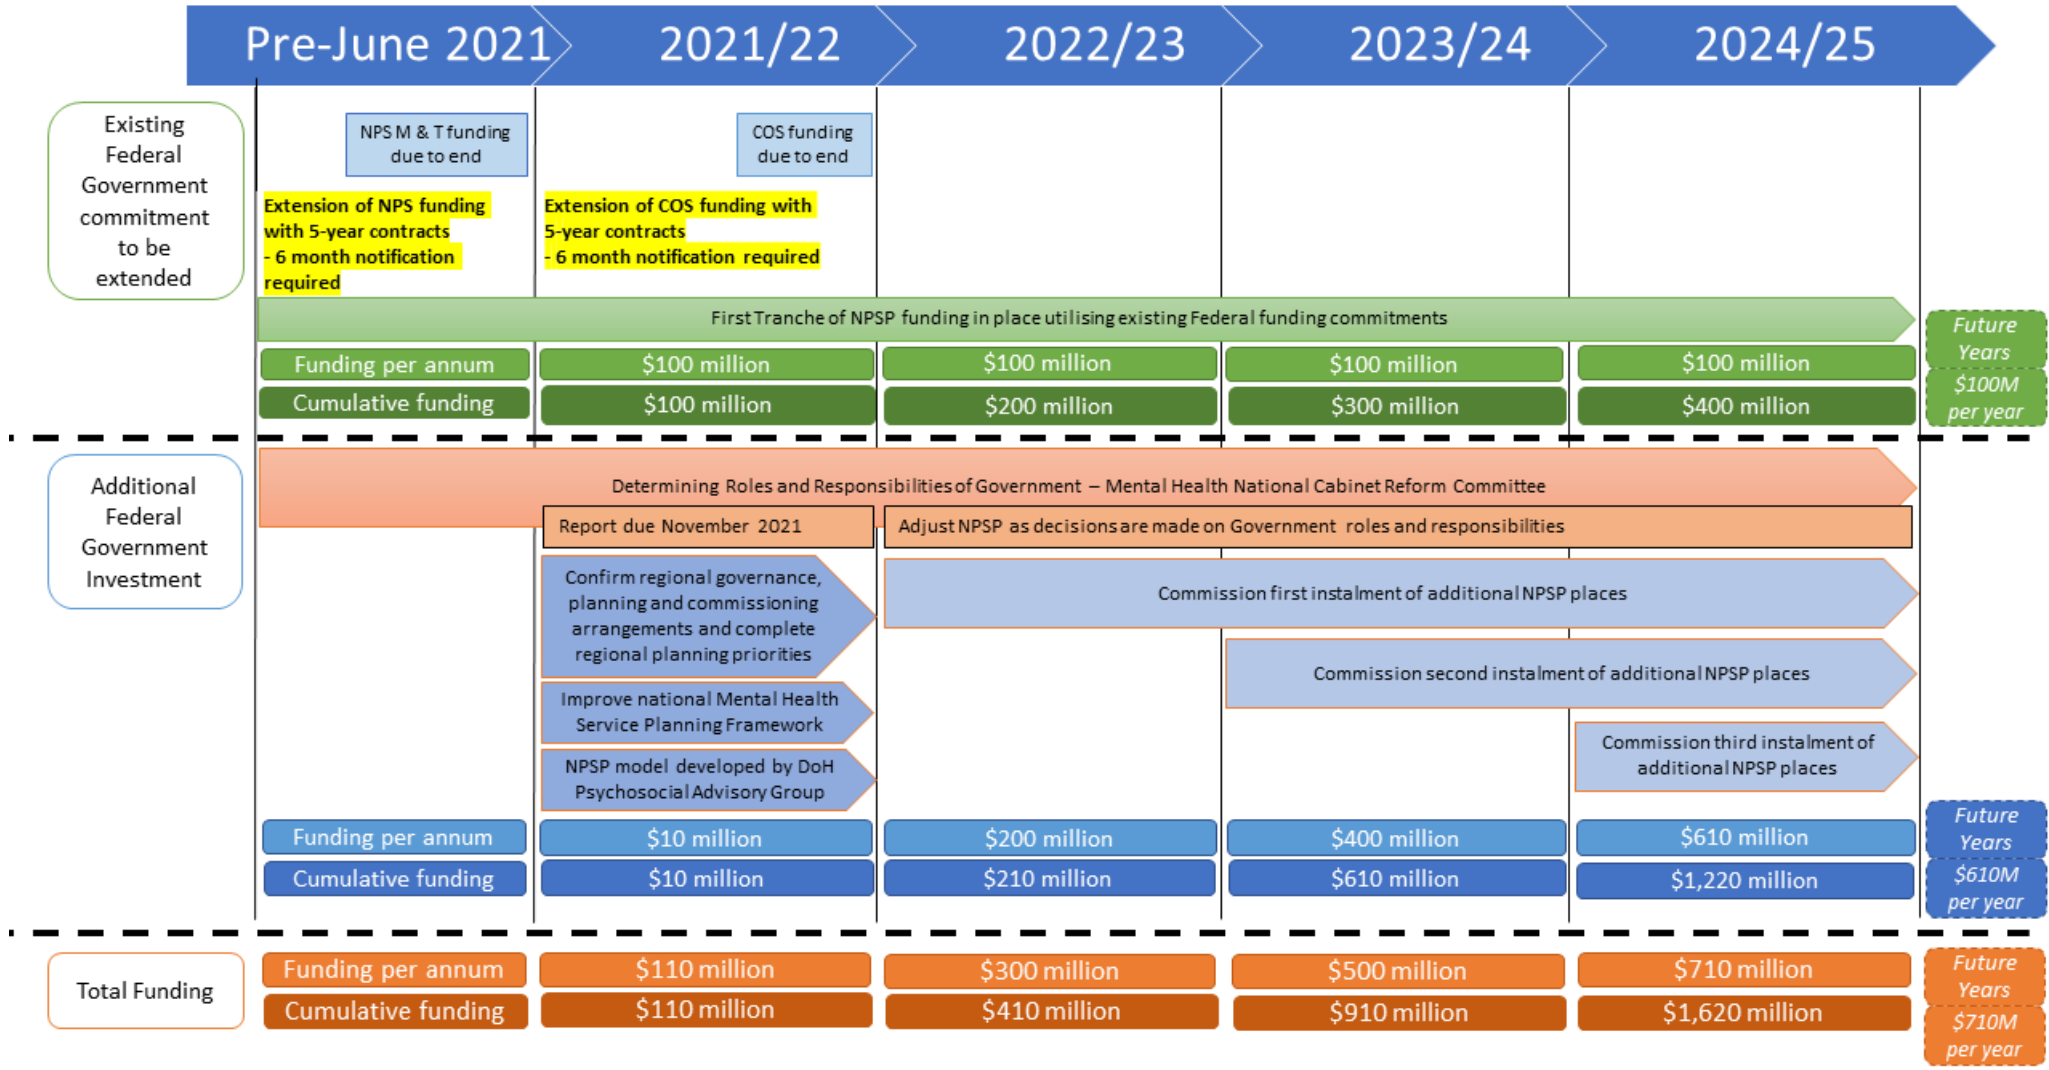 Pre-June 2021
2021/22
2022/23
2023/24
2024/25
Existing
Federal
Government
commitment
to be
extended
NPS M & T funding
due to end
COS funding
due to end
Extension of NPS funding
with 5-year contracts
- 6 month notification
required
Extension of COS funding with
5-year contracts
- 6 month notification required
First Tranche of NPSP funding in place utilising existing Federal funding commitments
Funding per annum
$100 million
$100 million
$100 million
$100 million
Cumulative funding
$100 million
$200 million
$300 million
$400 million
Future
Years
$100M
per year
Additional
Federal
Government
Investment
Determining Roles and Responsibilities of Government – Mental Health National Cabinet Reform Committee
Report due November 2021
Adjust NPSP as decisions are made on Government roles and responsibilities
Confirm regional governance,
planning and commissioning
arrangements and complete
regional planning priorities
Commission first instalment of additional NPSP places
Commission second instalment of additional NPSP places
Improve national Mental Health
Service Planning Framework
Commission third instalment of
additional NPSP places
NPSP model developed by DoH
Psychosocial Advisory Group
Funding per annum
$10 million
$200 million
$400 million
$610 million
Cumulative funding
$10 million
$210 million
$610 million
$1,220 million
Future
Years
$610M
per year
Total Funding
Funding per annum
$110 million
$300 million
$500 million
$710 million
Cumulative funding
$110 million
$410 million
$910 million
$1,620 million
Future
Years
$710M
per year